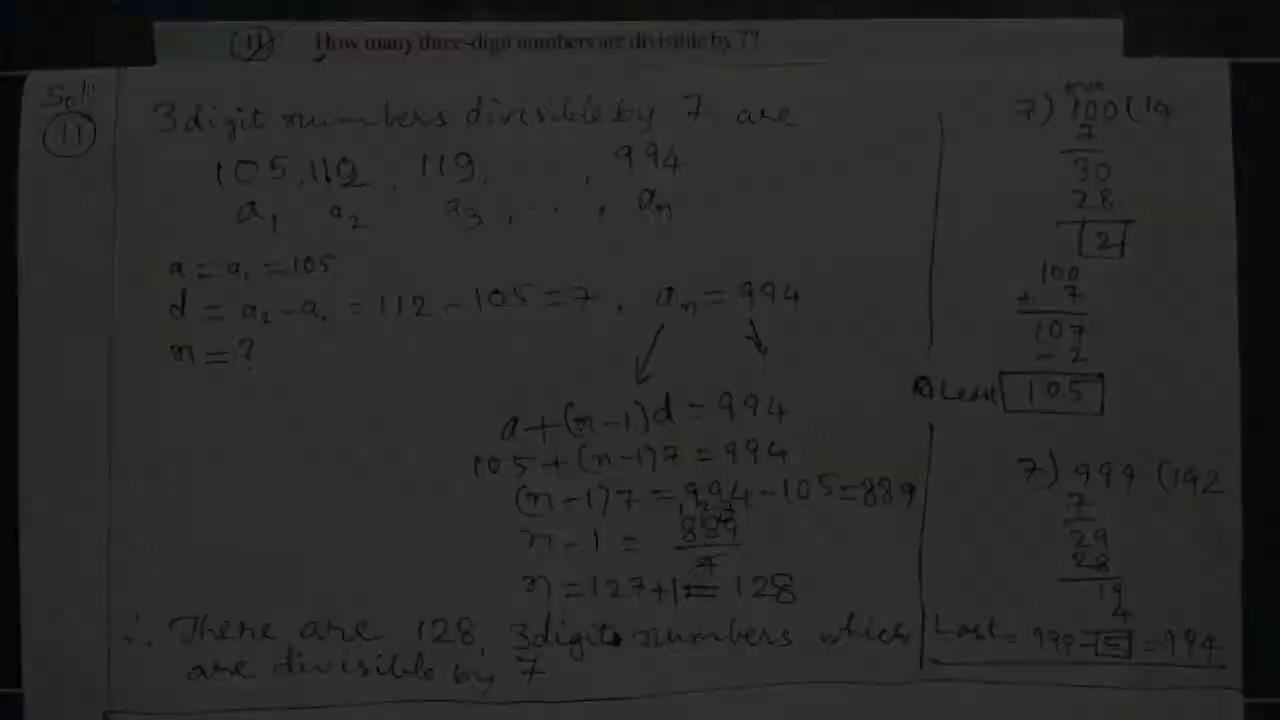 (11) How many three-digit numbers are divisible by 7?
Soln
(11)
3 digit numbers divisible by 7 are
105, 112, 119, , 994
a1 a2 a3, ..., an
a = a1 = 105
d = a2 - a1 = 112 - 105 = 7, an = 994
n = ?
a + (n-1)d = 994
105 + (n-1)7 = 994
(n-1)7 = 994 - 105 = 889
n - 1 = 889
7
n = 127 + 1 = 128
∴ There are 128, 3 digits numbers which
are divisible by 7
7) 100 (14
7
30
28
2
100
+ 7
107
- 2
105
7) 999 (142
7
29
28
19
Last = 999 - 5 = 994